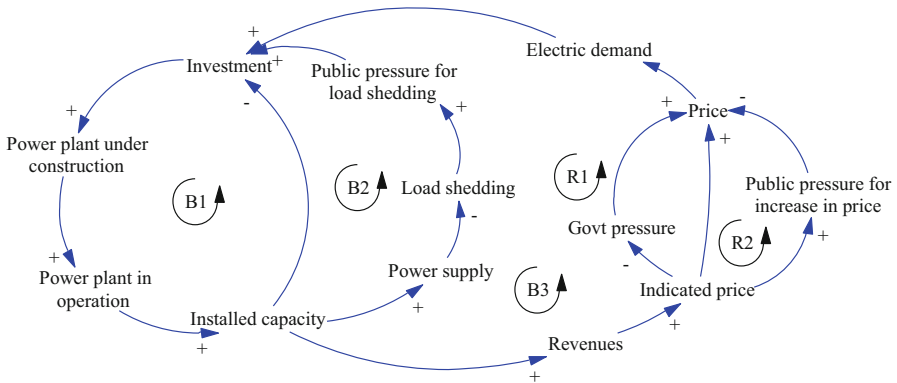 +
Electric demand
Investment
+
Public pressure for
load shedding
-
+
Price
-
+
+
+
Power plant under
construction
R1
B1
B2
Load shedding
Public pressure for
increase in price
-
Govt pressure
R2
+
+
-
Power plant in
operation
Power supply
B3
Indicated price
+
Installed capacity
+
+
Revenues
+